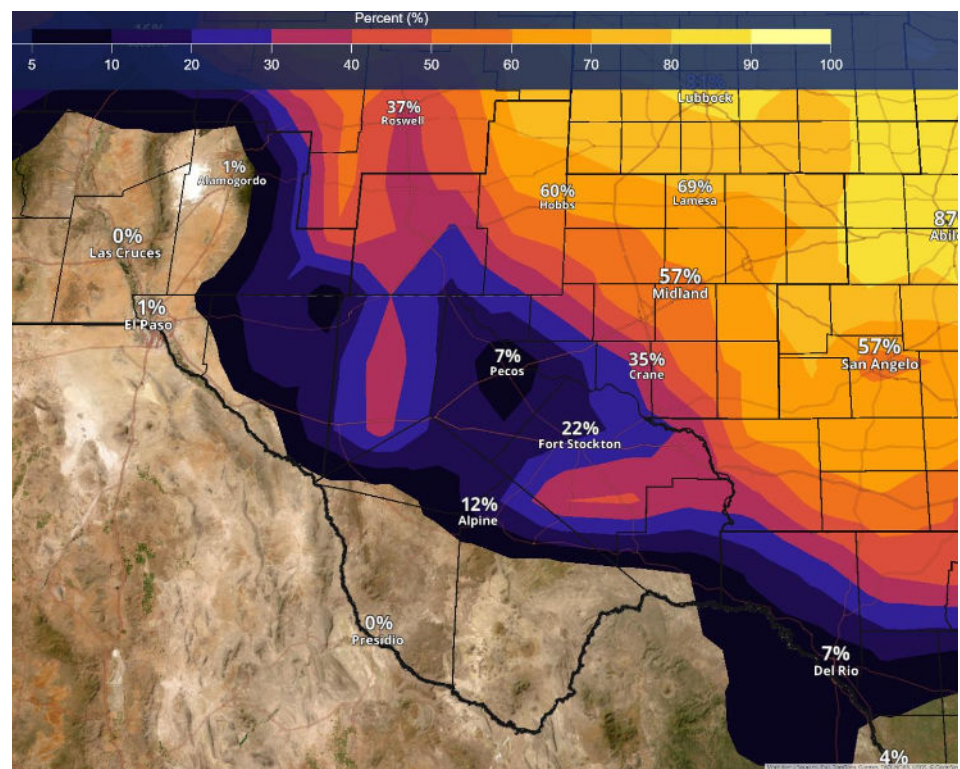 Percent (%)
5 10 20 30 40 50 60 70 80 90 100
Lubbock
37%
Roswell
1%
Alamogordo
60%
Hobbs
69%
Lamesa
87
Abil
0%
Las Cruces
57%
Midland
1%
El Paso
7%
Pecos
35%
Crane
57%
San Angelo
22%
Fort Stockton
12%
Alpine
0%
Presidio
7%
Del Rio
4%